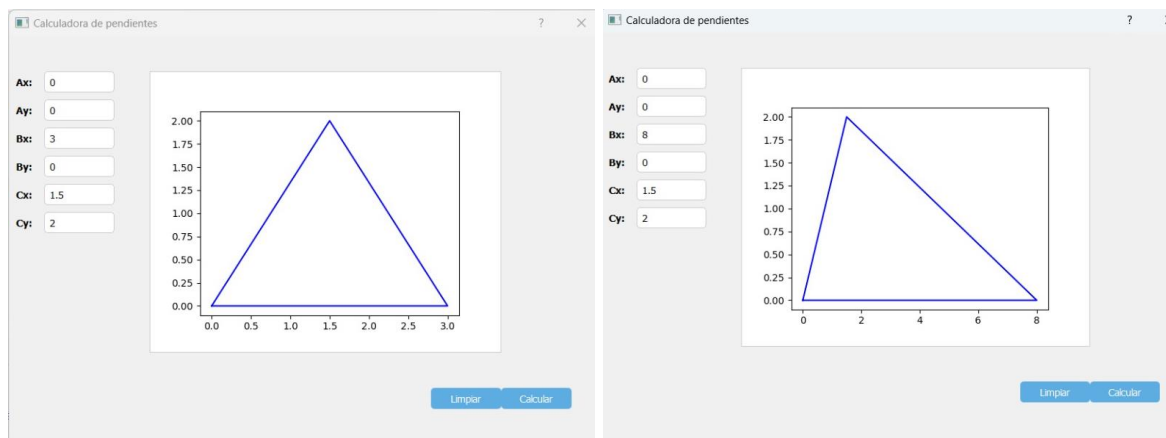 Calculadora de pendientes ?
Ax: 0
Ay: 0
Bx: 3
By: 0
Cx: 1.5
Cy: 2
2.00
1.75
1.50
1.25
1.00
0.75
0.50
0.25
0.00
0.0 0.5 1.0 1.5 2.0 2.5 3.0
Limpiar Calcular
Calculadora de pendientes ?
Ax: 0
Ay: 0
Bx: 8
By: 0
Cx: 1.5
Cy: 2
2.00
1.75
1.50
1.25
1.00
0.75
0.50
0.25
0.00
0 2 4 6 8
Limpiar Calcular